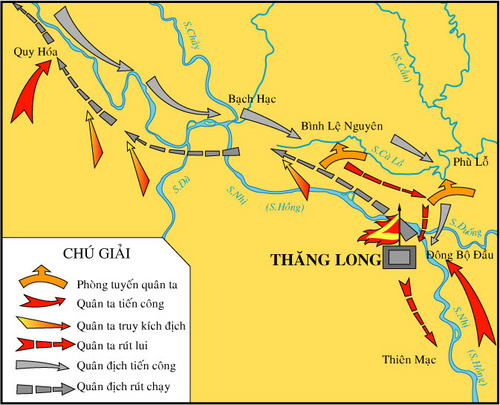 S.Chảy
Quy Hóa
(S.Cầu)
Bạch Hạc
Bình Lệ Nguyên
S.Cà Lồ
Phù Lỗ
S.Đà
S.Nhị
(S.Hồng)
S.Đuống
THĂNG LONG
Đông Bộ Đầu
S.Nhị
(S.Hồng)
Thiên Mạc
CHÚ GIẢI
Phòng tuyến quân ta
Quân ta tiến công
Quân ta truy kích địch
Quân ta rút lui
Quân địch tiến công
Quân địch rút chạy